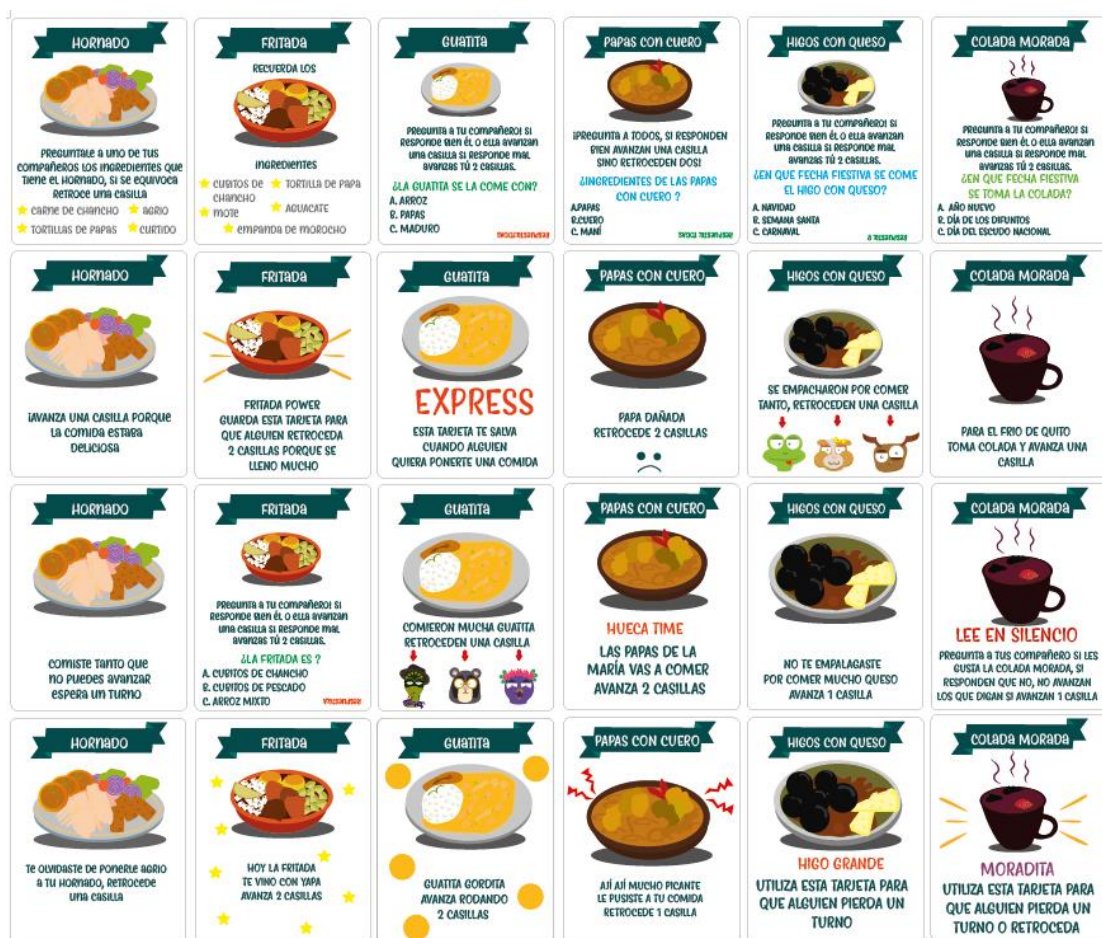 HORNADO
PREGUNTALE A UNO DE TUS
COMPAÑEROS LOS INGREDIENTES QUE
TIENE EL HORNADO, SI SE EQUIVOCA
RETROCE UNA CASILLA
CARNE DE CHANCHO
AGRIO
TORTILLAS DE PAPAS
CURTIDO
FRITADA
RECUERDA LOS
INGREDIENTES
CUBITOS DE
CHANCHO
TORTILLA DE PAPA
MOTE
AGUACATE
EMPANDA DE MOROCHO
GUATITA
PREGUNTA A TU COMPAÑERO! SI
RESPONDE BIEN ÉL O ELLA AVANZAN
UNA CASILLA SI RESPONDE MAL
AVANZAS TÚ 2 CASILLAS.
¿LA GUATITA SE LA COME CON?
A. ARROZ
B. PAPAS
C. MADURO
RESPUESTA:TODAS
PAPAS CON CUERO
!PREGUNTA A TODOS, SI RESPONDEN
BIEN AVANZAN UNA CASILLA
SINO RETROCEDEN DOS!
¿INGREDIENTES DE LAS PAPAS
CON CUERO ?
A.PAPAS
B.CUERO
C. MANÍ
RESPUESTA: TODAS
HIGOS CON QUESO
PREGUNTA A TU COMPAÑERO! SI
RESPONDE BIEN ÉL O ELLA AVANZAN
UNA CASILLA SI RESPONDE MAL
AVANZAS TÚ 2 CASILLAS.
¿EN QUE FECHA FIESTIVA SE COME
EL HIGO CON QUESO?
A. NAVIDAD
B. SEMANA SANTA
C. CARNAVAL
COLADA MORADA
PREGUNTA A TU COMPAÑERO! SI
RESPONDE BIEN ÉL O ELLA AVANZAN
UNA CASILLA SI RESPONDE MAL
AVANZAS TÚ 2 CASILLAS.
¿EN QUE FECHA FIESTIVA
SE TOMA LA COLADA?
A. AÑO NUEVO
B. DÍA DE LOS DIFUNTOS
C. DÍA DEL ESCUDO NACIONAL
HORNADO
!AVANZA UNA CASILLA PORQUE
LA COMIDA ESTABA
DELICIOSA
FRITADA
FRITADA POWER
GUARDA ESTA TARJETA PARA
QUE ALGUIEN RETROCEDA
2 CASILLAS PORQUE SE
LLENO MUCHO
GUATITA
EXPRESS
ESTA TARJETA TE SALVA
CUANDO ALGUIEN
QUIERA PONERTE UNA COMIDA
PAPAS CON CUERO
PAPA DAÑADA
RETROCEDE 2 CASILLAS
HIGOS CON QUESO
SE EMPACHARON POR COMER
TANTO, RETROCEDEN UNA CASILLA
COLADA MORADA
PARA EL FRIO DE QUITO
TOMA COLADA Y AVANZA UNA
CASILLA
HORNADO
COMISTE TANTO QUE
NO PUEDES AVANZAR
ESPERA UN TURNO
FRITADA
PREGUNTA A TU COMPAÑERO! SI
RESPONDE BIEN ÉL O ELLA AVANZAN
UNA CASILLA SI RESPONDE MAL
AVANZAS TÚ 2 CASILLAS.
¿LA FRITADA ES ?
A. CUBITOS DE CHANCHO
B. CUBITOS DE PESCADO
C. ARROZ MIXTO
RESPUESTA:A
GUATITA
COMIERON MUCHA GUATITA
RETROCEDEN UNA CASILLA
PAPAS CON CUERO
HUECA TIME
LAS PAPAS DE LA
MARÍA VAS A COMER
AVANZA 2 CASILLAS
HIGOS CON QUESO
NO TE EMPALAGASTE
POR COMER MUCHO QUESO
AVANZA 1 CASILLA
COLADA MORADA
LEE EN SILENCIO
PREGUNTA A TUS COMPAÑERO SI LES
GUSTA LA COLADA MORADA, SI
RESPONDEN QUE NO, NO AVANZAN
LOS QUE DIGAN SI AVANZAN 1 CASILLA
HORNADO
TE OLVIDASTE DE PONERLE AGRIO
A TU HORNADO, RETROCEDE
UNA CASILLA
FRITADA
HOY LA FRITADA
TE VINO CON YAPA
AVANZA 2 CASILLAS
GUATITA
GUATITA GORDITA
AVANZA RODANDO
2 CASILLAS
PAPAS CON CUERO
AJÍ AJÍ MUCHO PICANTE
LE PUSISTE A TU COMIDA
RETROCEDE 1 CASILLA
HIGOS CON QUESO
HIGO GRANDE
UTILIZA ESTA TARJETA PARA
QUE ALGUIEN PIERDA UN
TURNO
COLADA MORADA
MORADITA
UTILIZA ESTA TARJETA PARA
QUE ALGUIEN PIERDA UN
TURNO O RETROCEDA